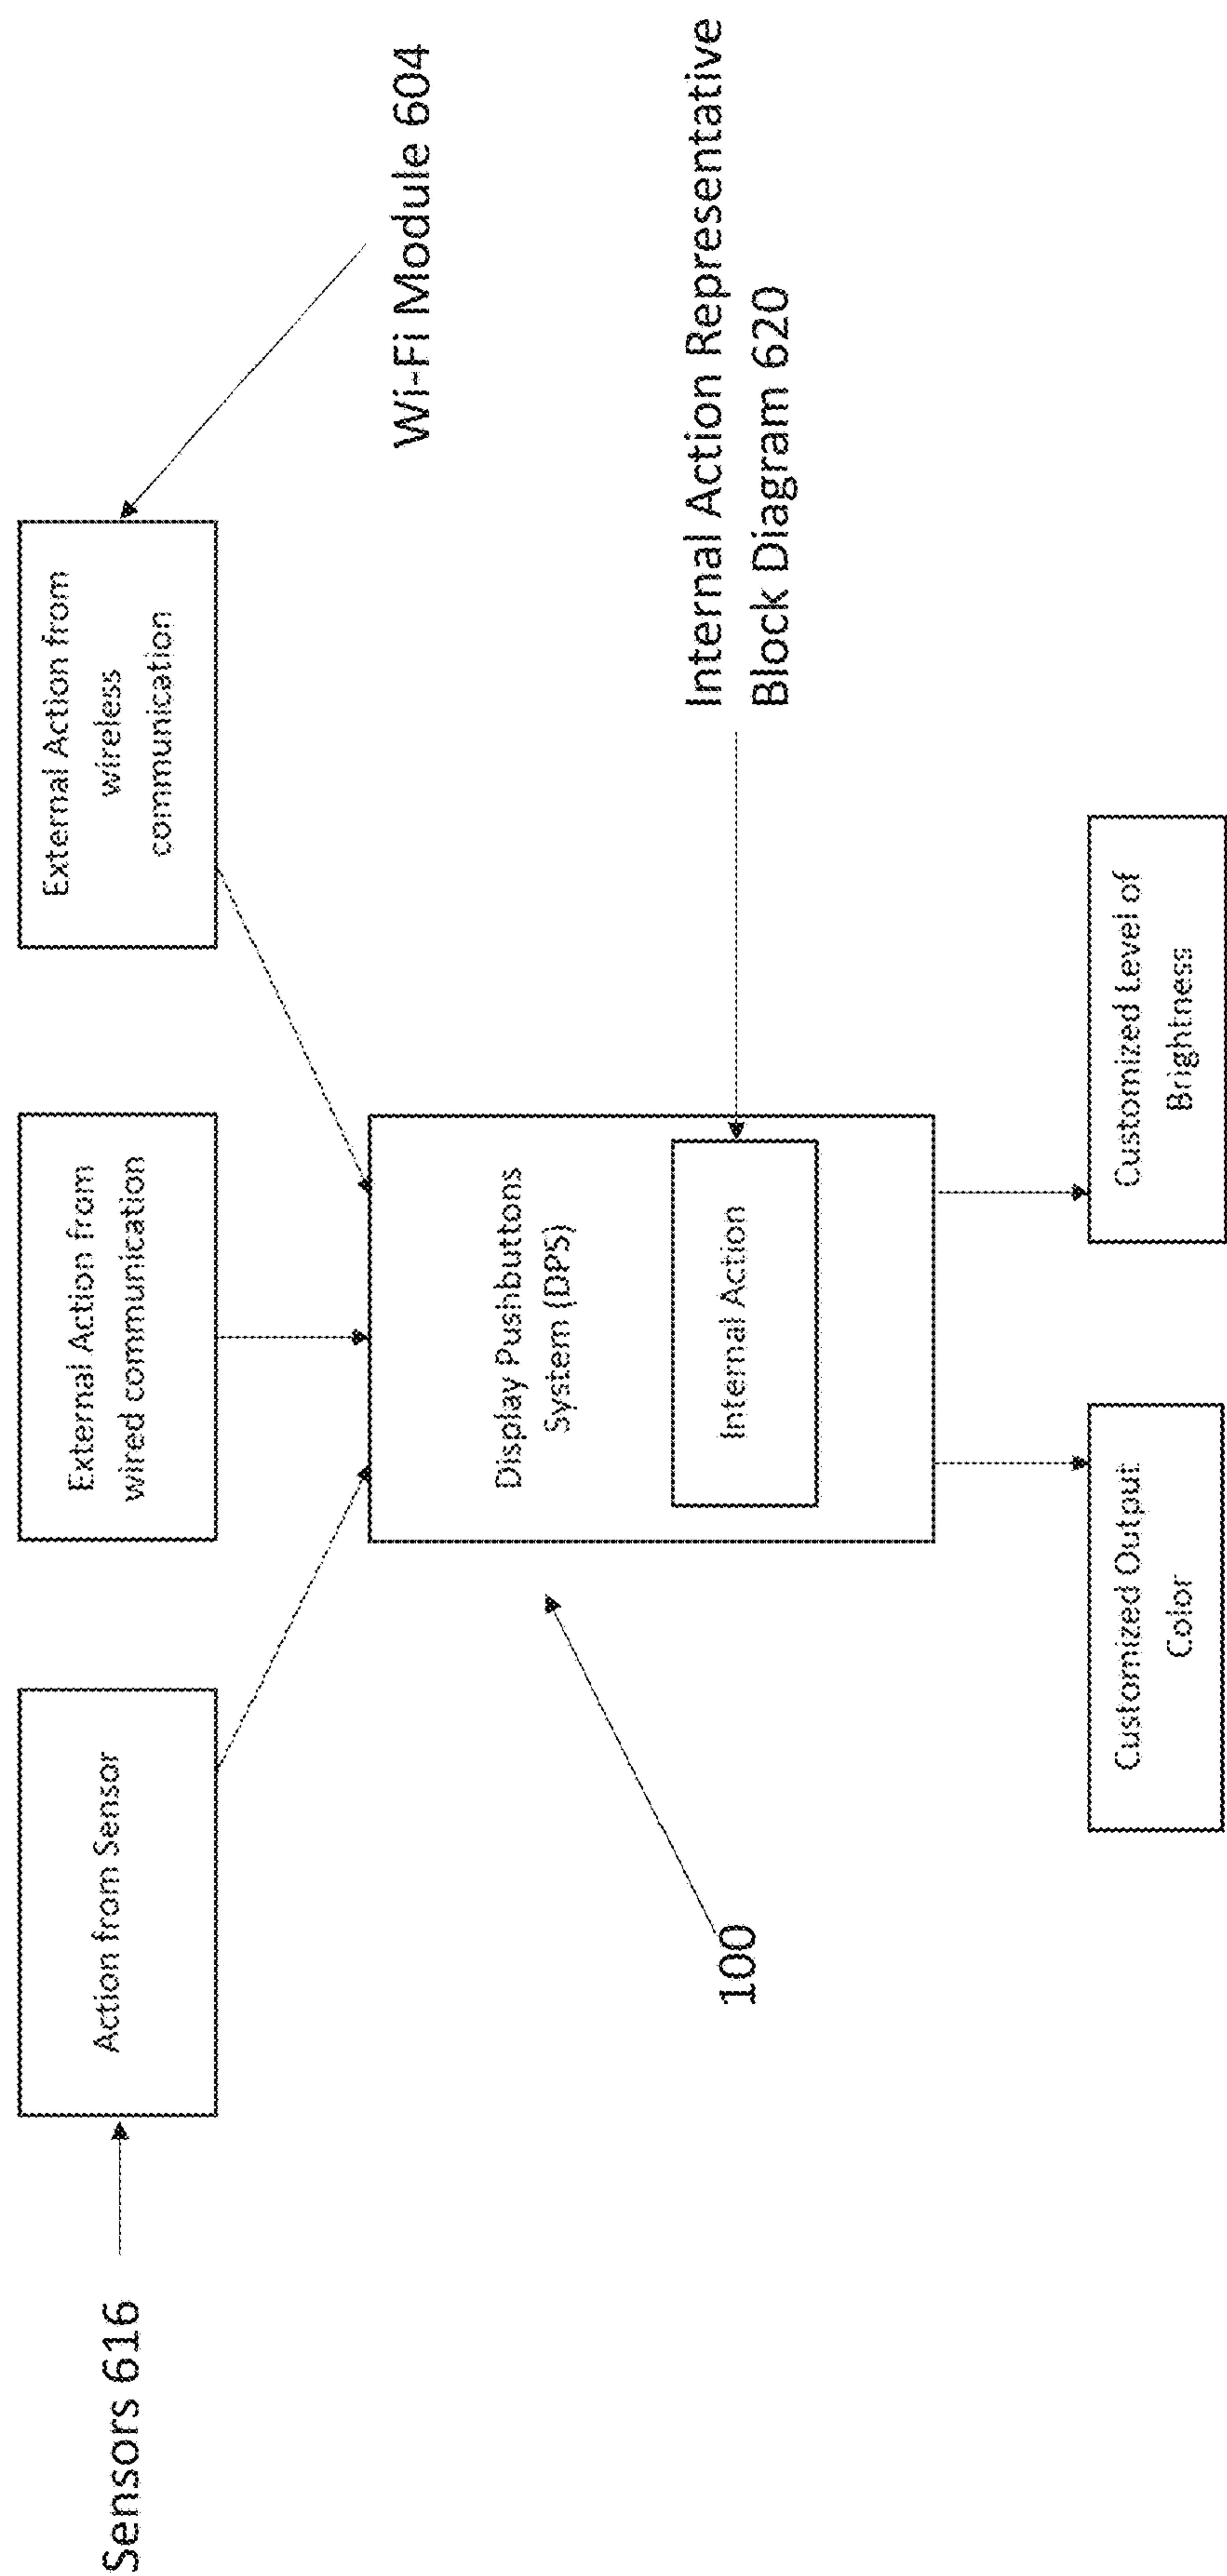 Sensors 616
Action from Sensor
External Action from
wired communication
External Action from
wireless
communication
Wi-Fi Module 604
Display Pushbuttons
System (DPS)
Internal Action
Internal Action Representative
Block Diagram 620
100
Customized Output
Color
Customized Level of
Brightness